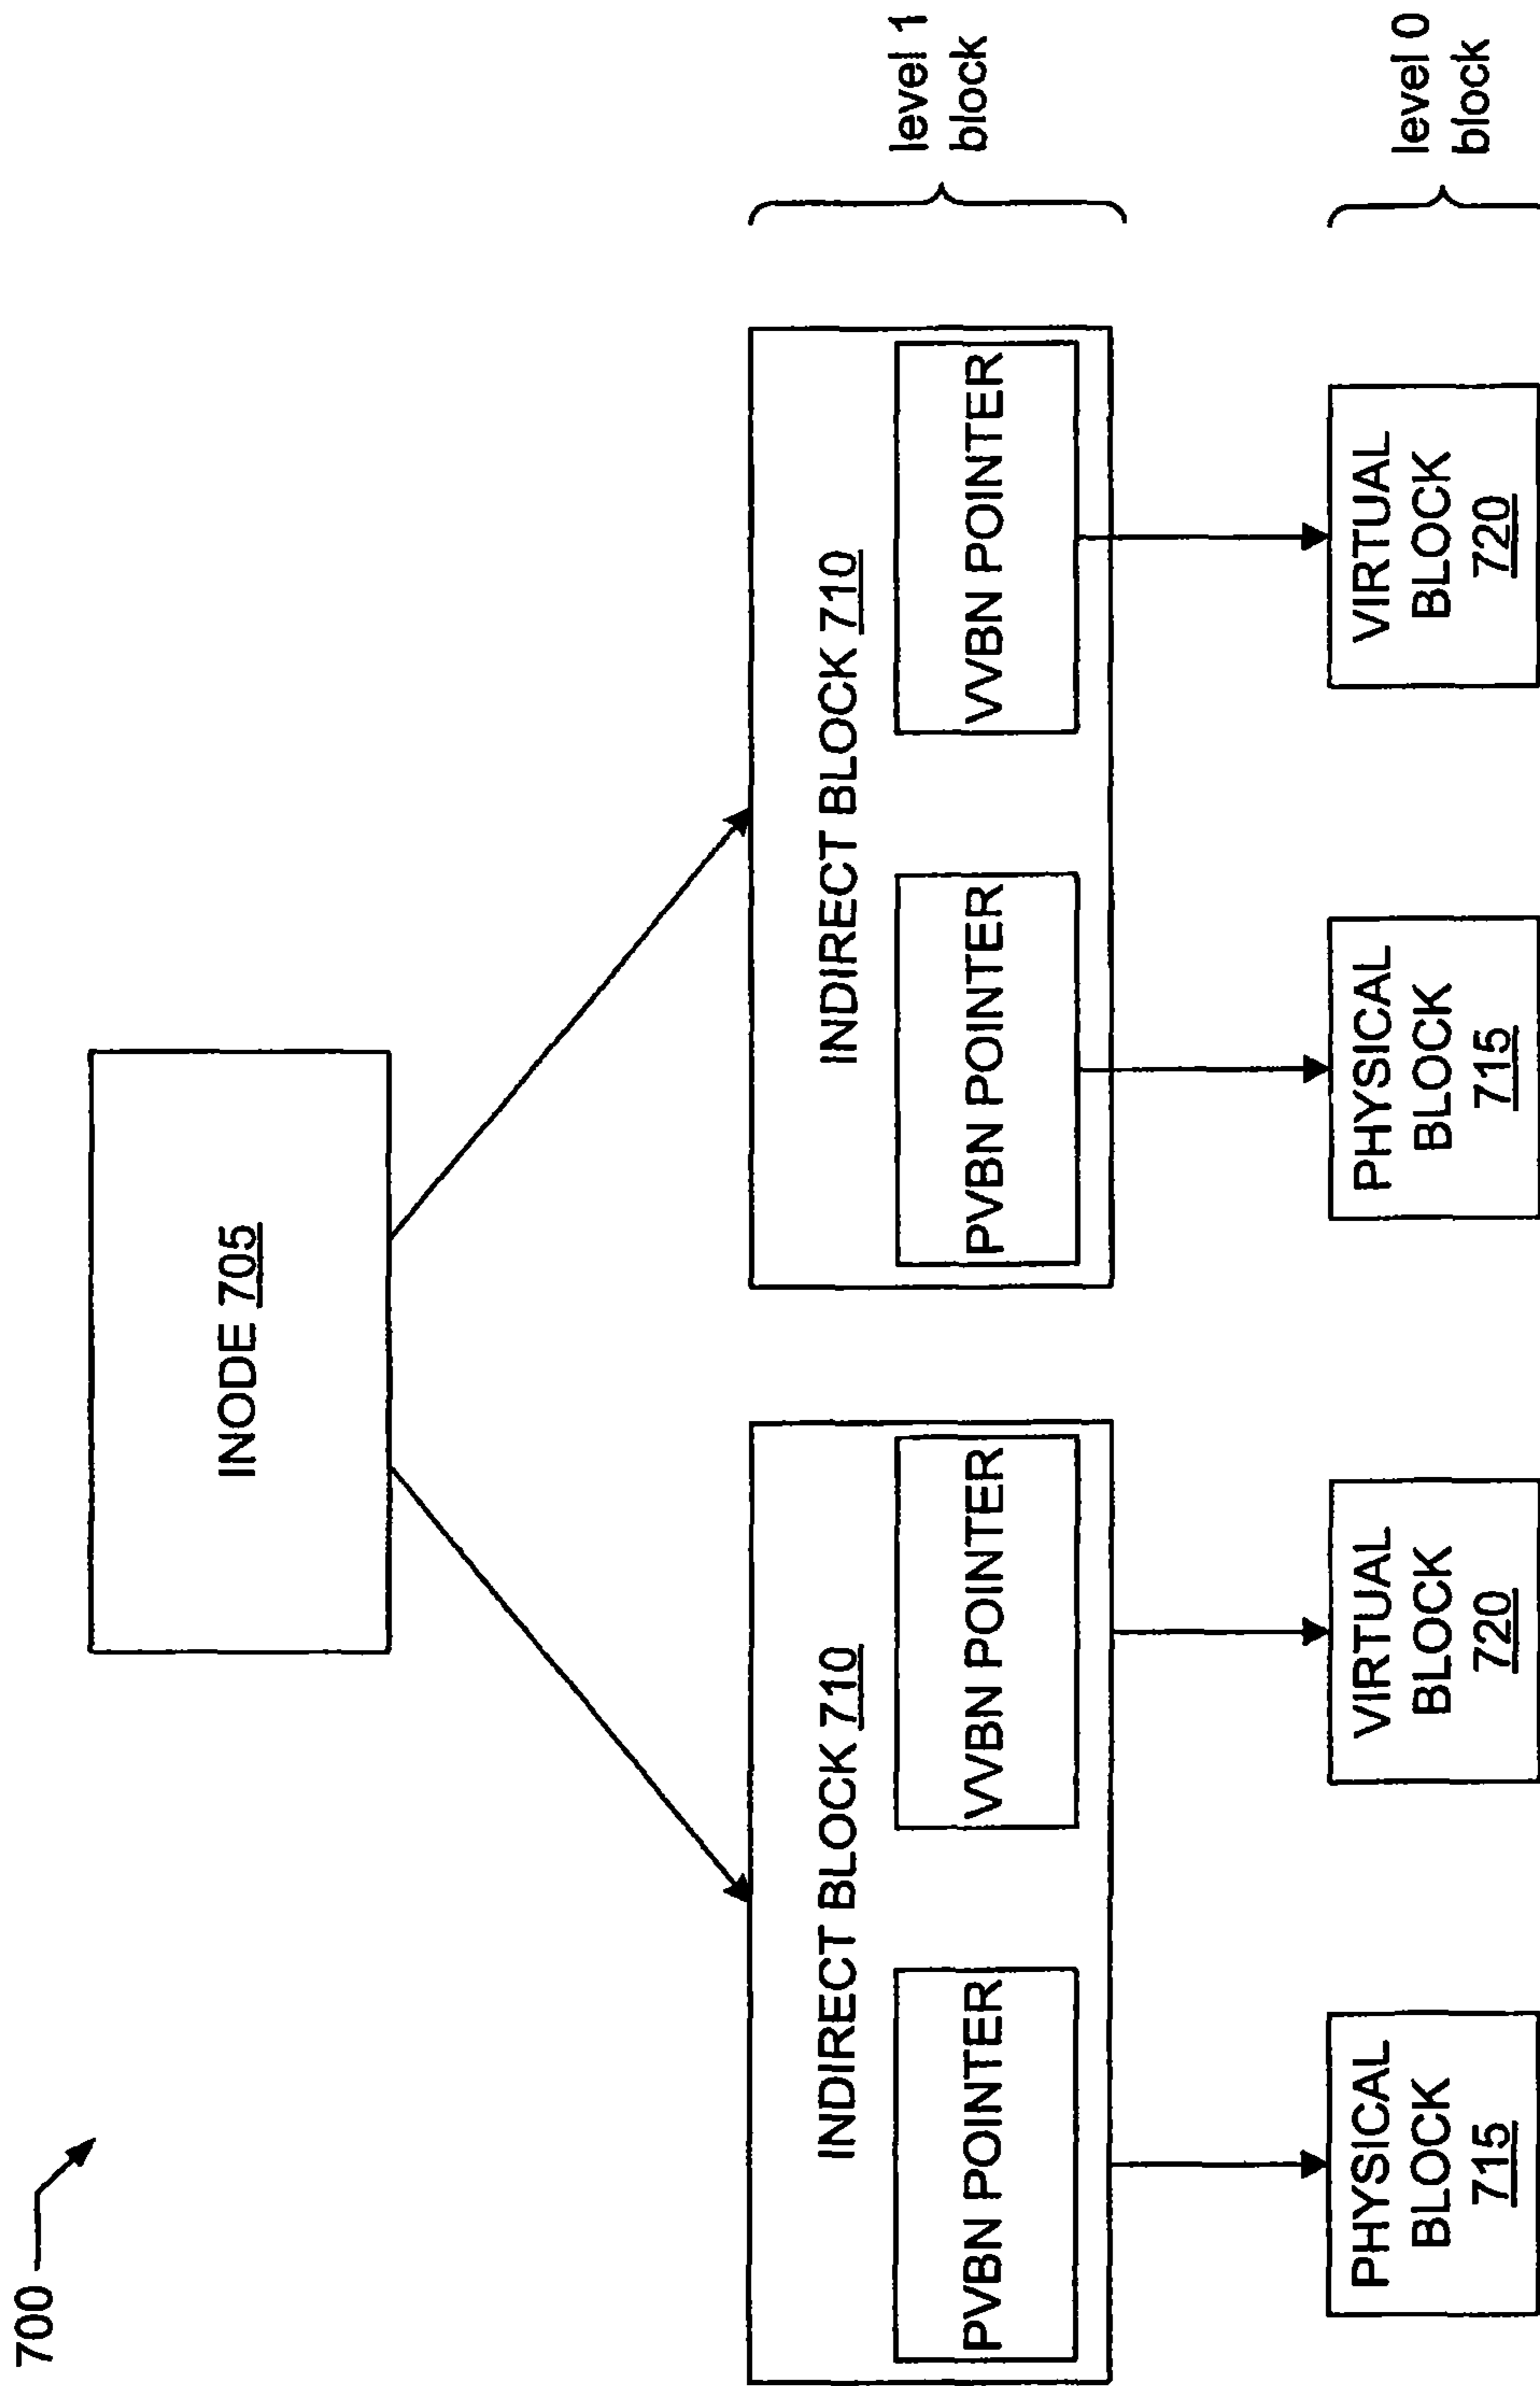 700
INODE 705
INDIRECT BLOCK 710
PVBN POINTER
VVBN POINTER
INDIRECT BLOCK 710
PVBN POINTER
VVBN POINTER
level 1
block
PHYSICAL
BLOCK
715
VIRTUAL
BLOCK
720
PHYSICAL
BLOCK
715
VIRTUAL
BLOCK
720
level 0
block